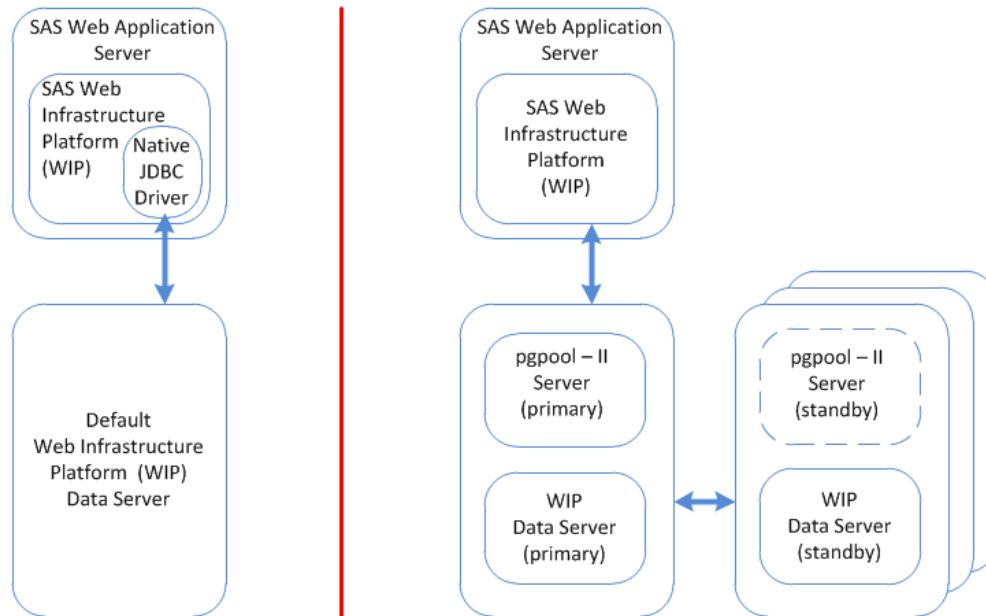 SAS Web Application
Server
SAS Web
Infrastructure
Platform
(WIP)
Native
JDBC
Driver
Default
Web Infrastructure
Platform (WIP)
Data Server
SAS Web Application
Server
SAS Web
Infrastructure
Platform
(WIP)
pgpool – II
Server
(primary)
WIP
Data Server
(primary)
pgpool – II
Server
(standby)
WIP
Data Server
(standby)